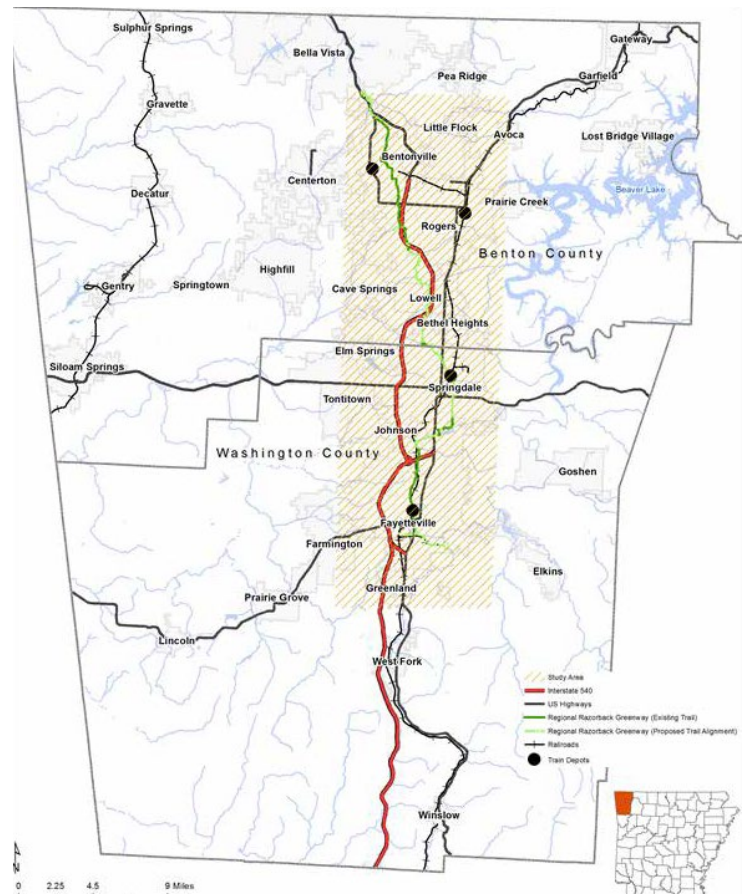 Sulphur Springs
Bella Vista
Gateway
Garfield
Pea Ridge
Gravette
Little Flock
Avoca
Lost Bridge Village
Bentonville
Centerton
Decatur
Beaver Lake
Prairie Creek
Rogers
Benton County
Highfill
Gentry
Springtown
Cave Springs
Lowell
Bethel Heights
Elm Springs
Siloam Springs
Springdale
Tontitown
Johnson
Washington County
Goshen
Fayetteville
Farmington
Elkins
Greenland
Prairie Grove
Lincoln
West Fork
Study Area
Interstate 540
US Highways
Regional Razorback Greenway (Existing Trail)
Regional Razorback Greenway (Proposed Trail Alignment)
Railroads
Train Depots
Winslow
0 2.25 4.5 9 Miles